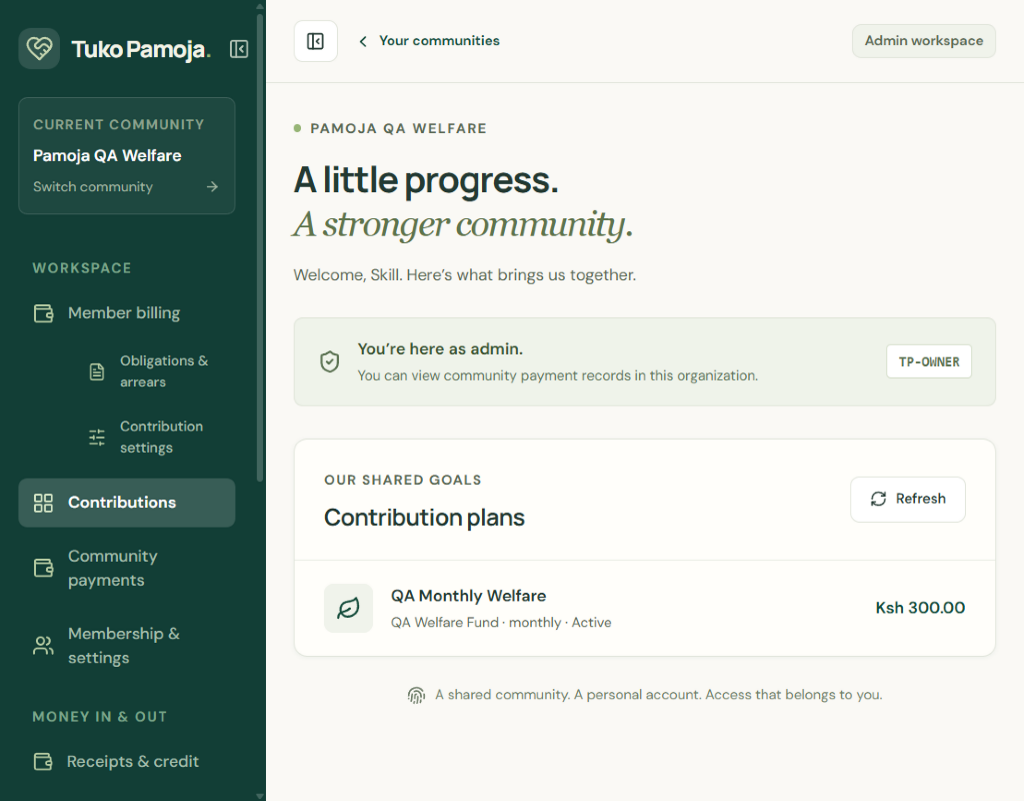 Tuko Pamoja.
CURRENT COMMUNITY
Pamoja QA Welfare
Switch community
WORKSPACE
Member billing
Obligations &
arrears
Contribution
settings
Contributions
Community
payments
Membership &
settings
MONEY IN & OUT
Receipts & credit
Your communities
Admin workspace
PAMOJA QA WELFARE
A little progress.
A stronger community.
Welcome, Skill. Here’s what brings us together.
You’re here as admin.
You can view community payment records in this organization.
TP-OWNER
OUR SHARED GOALS
Contribution plans
Refresh
QA Monthly Welfare
QA Welfare Fund · monthly · Active
Ksh 300.00
A shared community. A personal account. Access that belongs to you.